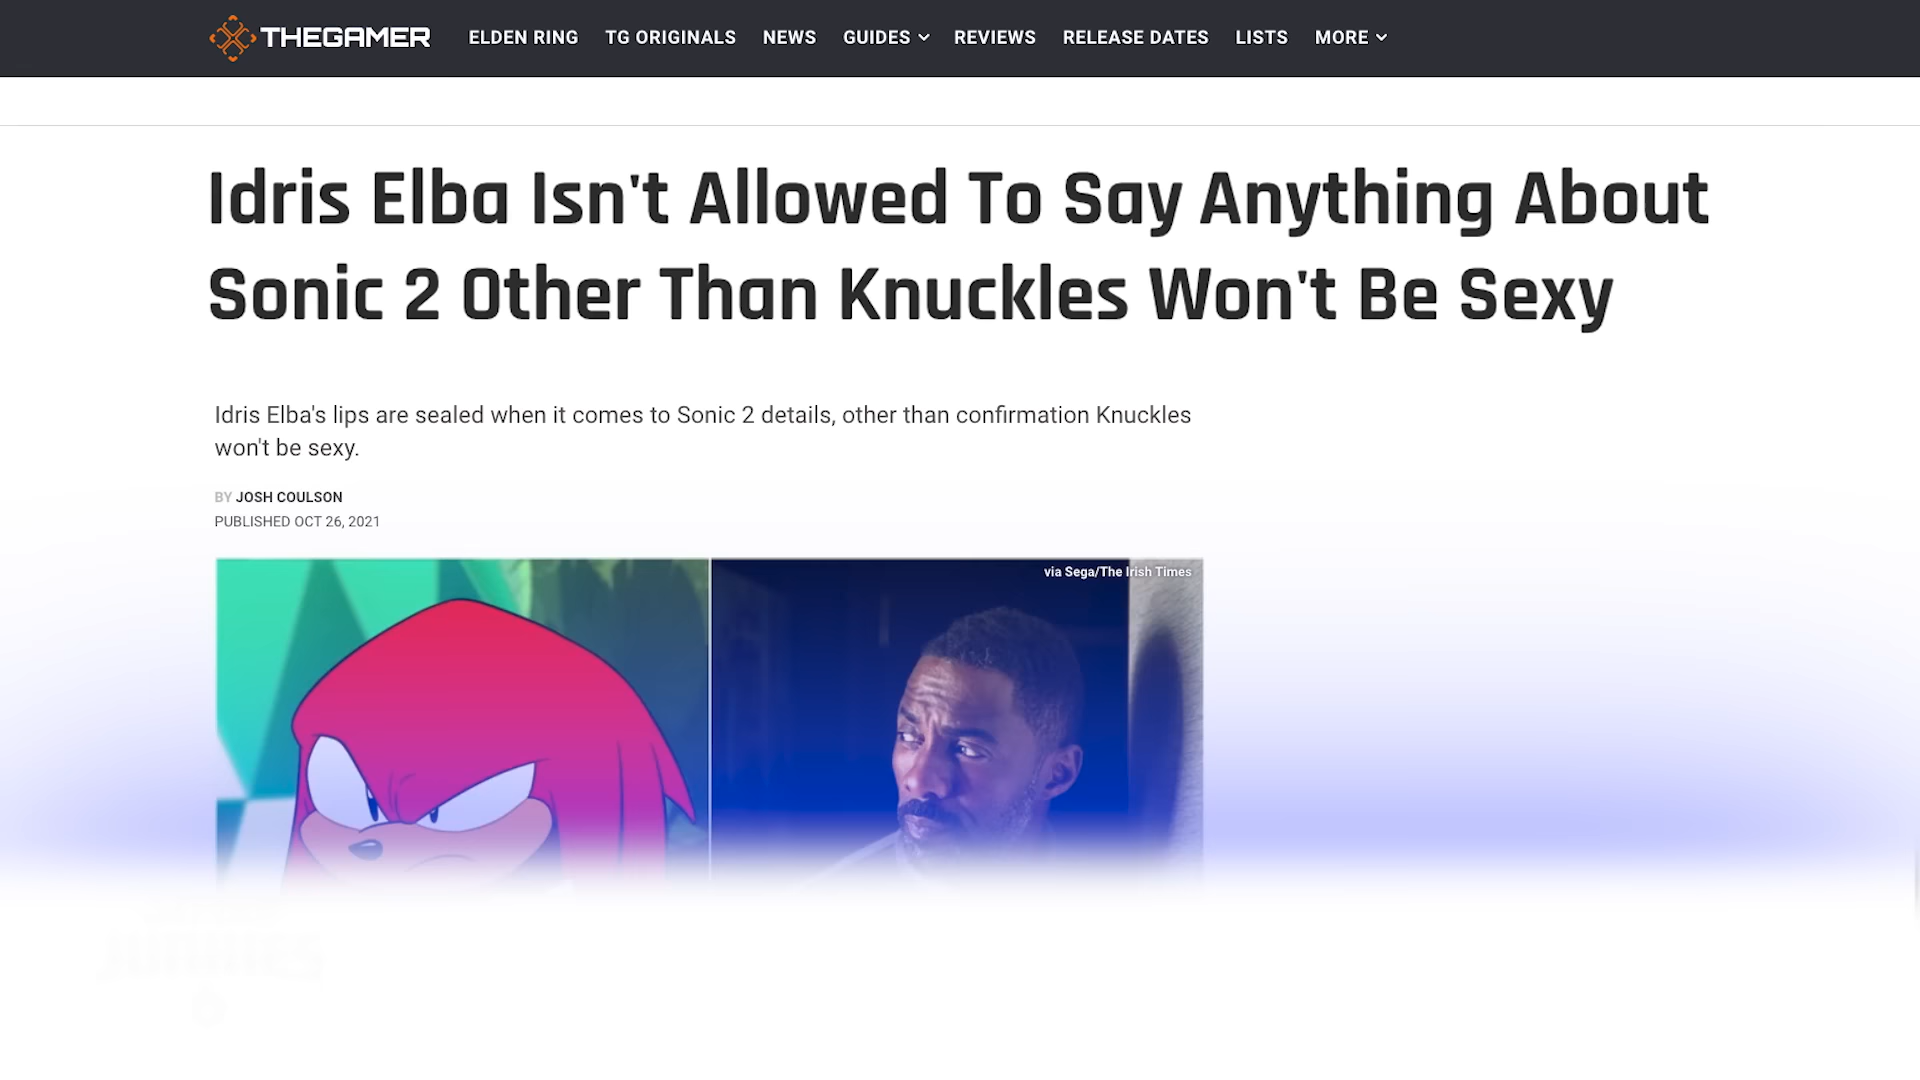 THEGAMER ELDEN RING TG ORIGINALS NEWS GUIDES REVIEWS RELEASE DATES LISTS MORE
Idris Elba Isn't Allowed To Say Anything About
Sonic 2 Other Than Knuckles Won't Be Sexy
Idris Elba's lips are sealed when it comes to Sonic 2 details, other than confirmation Knuckles
won't be sexy.
BY JOSH COULSON
PUBLISHED OCT 26, 2021
via Sega/The Irish Times